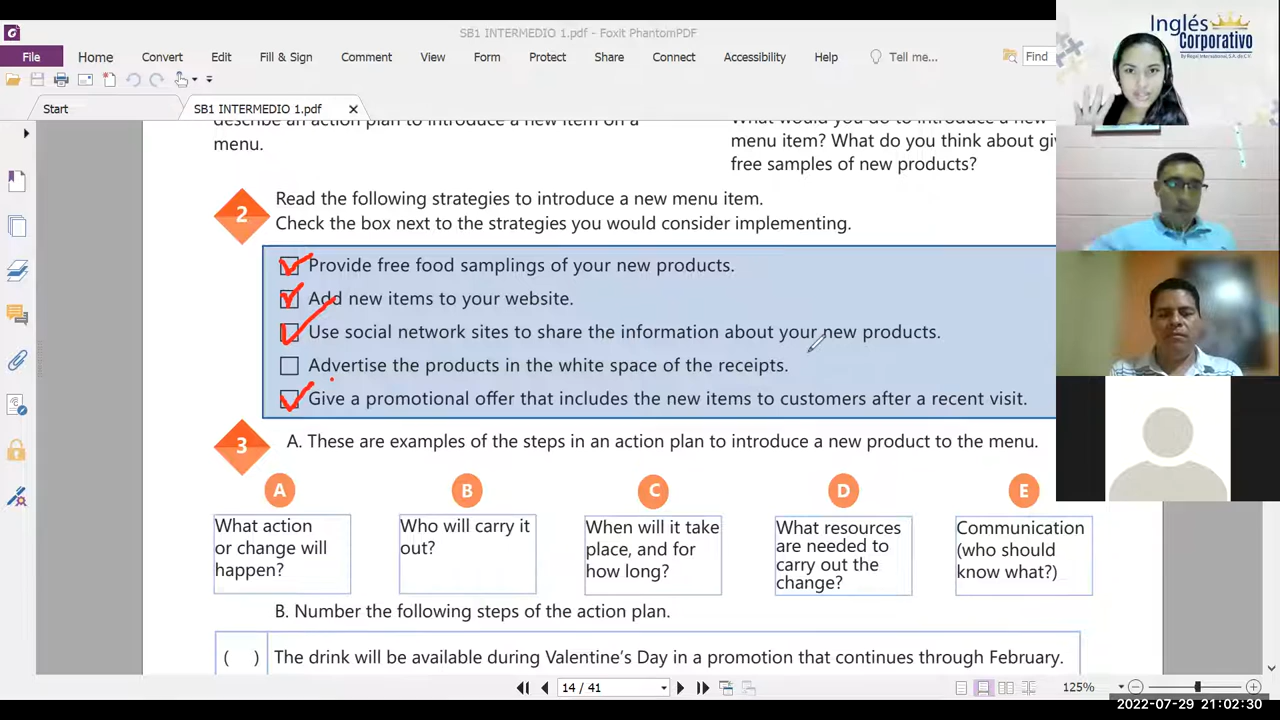 SB1 INTERMEDIO 1.pdf - Foxit PhantomPDF
File Home Convert Edit Fill & Sign Comment View Form Protect Share Connect Accessibility Help Tell me... Find
Start SB1 INTERMEDIO 1.pdf
describe an action plan to introduce a new item on a
menu.
What would you do to introduce a new
menu item? What do you think about gi
free samples of new products?
2
Read the following strategies to introduce a new menu item.
Check the box next to the strategies you would consider implementing.
Provide free food samplings of your new products.
Add new items to your website.
Use social network sites to share the information about your new products.
Advertise the products in the white space of the receipts.
Give a promotional offer that includes the new items to customers after a recent visit.
3
A. These are examples of the steps in an action plan to introduce a new product to the menu.
A
What action
or change will
happen?
B
Who will carry it
out?
C
When will it take
place, and for
how long?
D
What resources
are needed to
carry out the
change?
E
Communication
(who should
know what?)
B. Number the following steps of the action plan.
( ) The drink will be available during Valentine's Day in a promotion that continues through February.
14 / 41
125%
Inglés
Corporativo
2022-07-29 21:02:30